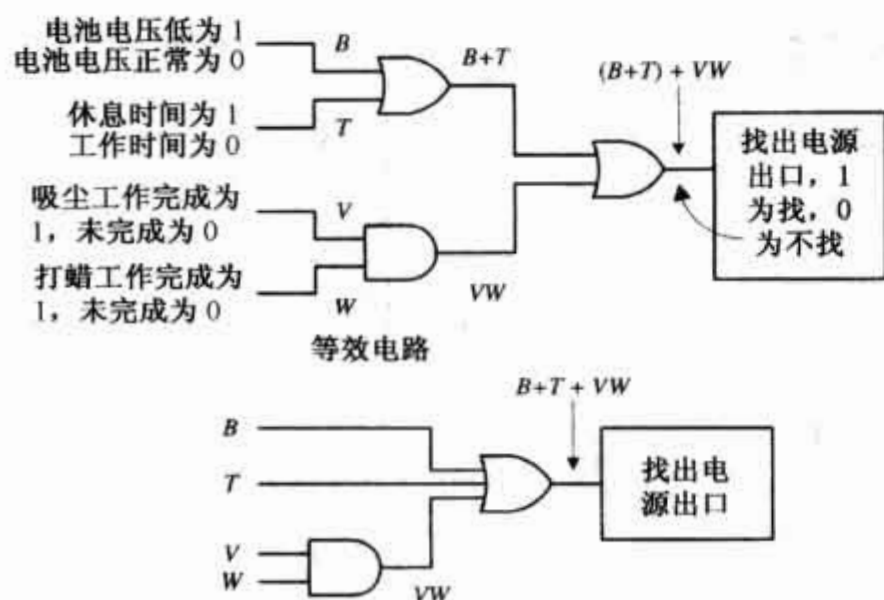 电池电压低为 1
电池电压正常为 0
B
B+T
(B+T) + VW
休息时间为 1
工作时间为 0
T
找出电源
出口，1
为找，0
为不找
吸尘工作完成为
1，未完成为 0
V
打蜡工作完成为
1，未完成为 0
W
VW
等效电路
B+T + VW
B
T
找出电
源出口
V
W
VW